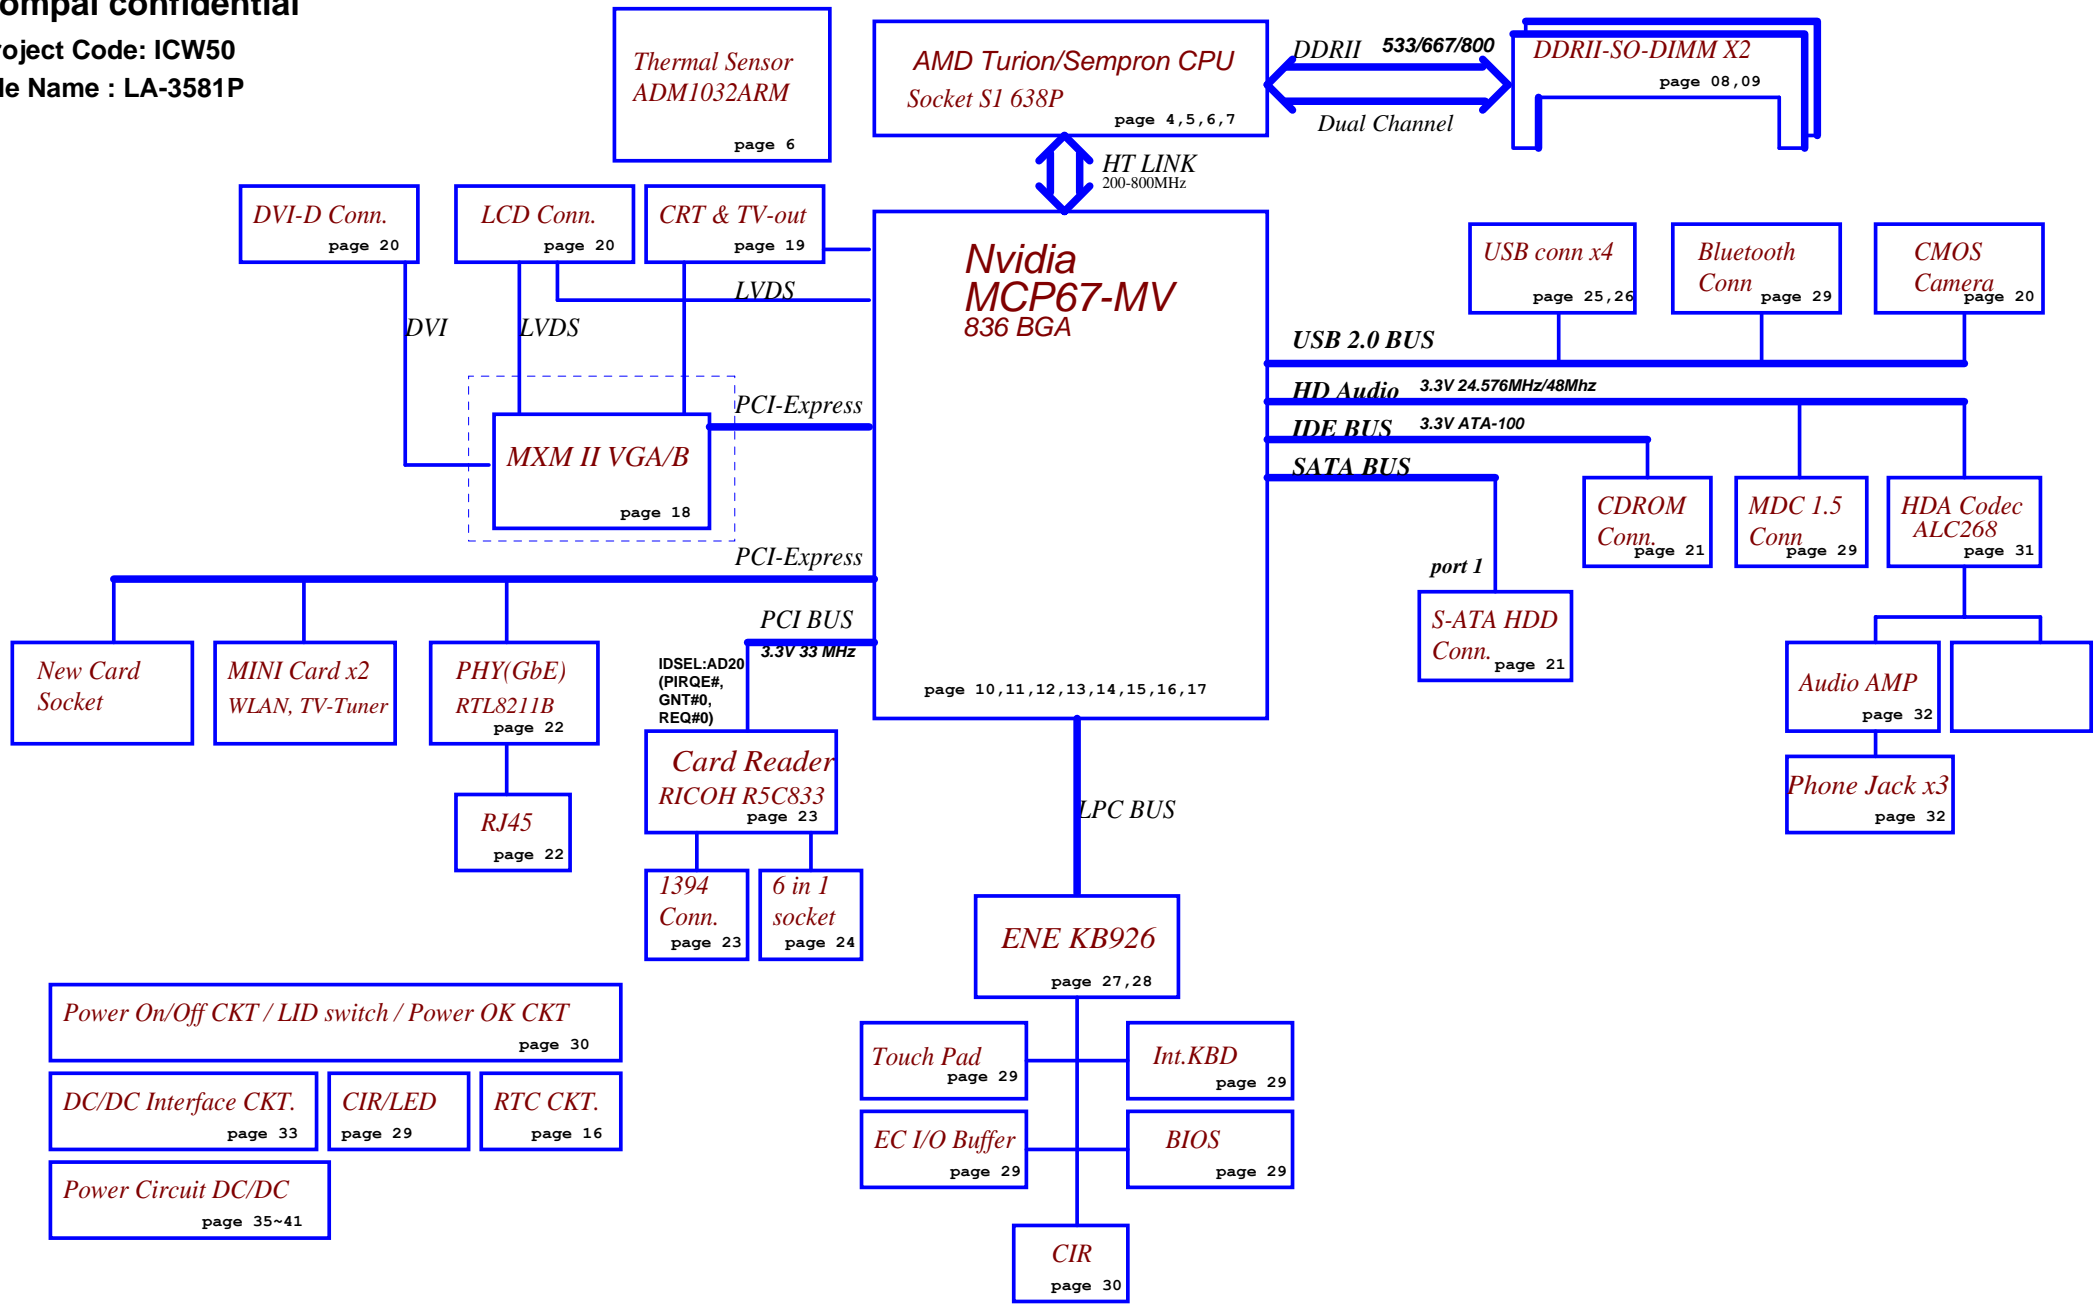 ompal confidential
roject Code: ICW50
le Name : LA-3581P
Thermal Sensor
ADM1032ARM
page 6
AMD Turion/Sempron CPU
Socket S1 638P
page 4,5,6,7
DDRII 533/667/800
Dual Channel
DDRII-SO-DIMM X2
page 08,09
HT LINK
200-800MHz
DVI-D Conn.
page 20
LCD Conn.
page 20
CRT & TV-out
page 19
Nvidia
MCP67-MV
836 BGA
page 10,11,12,13,14,15,16,17
LVDS
DVI
LVDS
PCI-Express
MXM II VGA/B
page 18
PCI-Express
USB conn x4
page 25,26
Bluetooth
Conn
page 29
CMOS
Camera
page 20
USB 2.0 BUS
HD Audio 3.3V 24.576MHz/48Mhz
IDE BUS 3.3V ATA-100
SATA BUS
CDROM
Conn.
page 21
MDC 1.5
Conn
page 29
HDA Codec
ALC268
page 31
port 1
S-ATA HDD
Conn.
page 21
Audio AMP
page 32
Phone Jack x3
page 32
PCI BUS
3.3V 33 MHz
IDSEL:AD20
(PIRQE#,
GNT#0,
REQ#0)
New Card
Socket
MINI Card x2
WLAN, TV-Tuner
PHY(GbE)
RTL8211B
page 22
RJ45
page 22
Card Reader
RICOH R5C833
page 23
1394
Conn.
page 23
6 in 1
socket
page 24
LPC BUS
ENE KB926
page 27,28
Touch Pad
page 29
Int.KBD
page 29
EC I/O Buffer
page 29
BIOS
page 29
CIR
page 30
Power On/Off CKT / LID switch / Power OK CKT
page 30
DC/DC Interface CKT.
page 33
CIR/LED
page 29
RTC CKT.
page 16
Power Circuit DC/DC
page 35~41